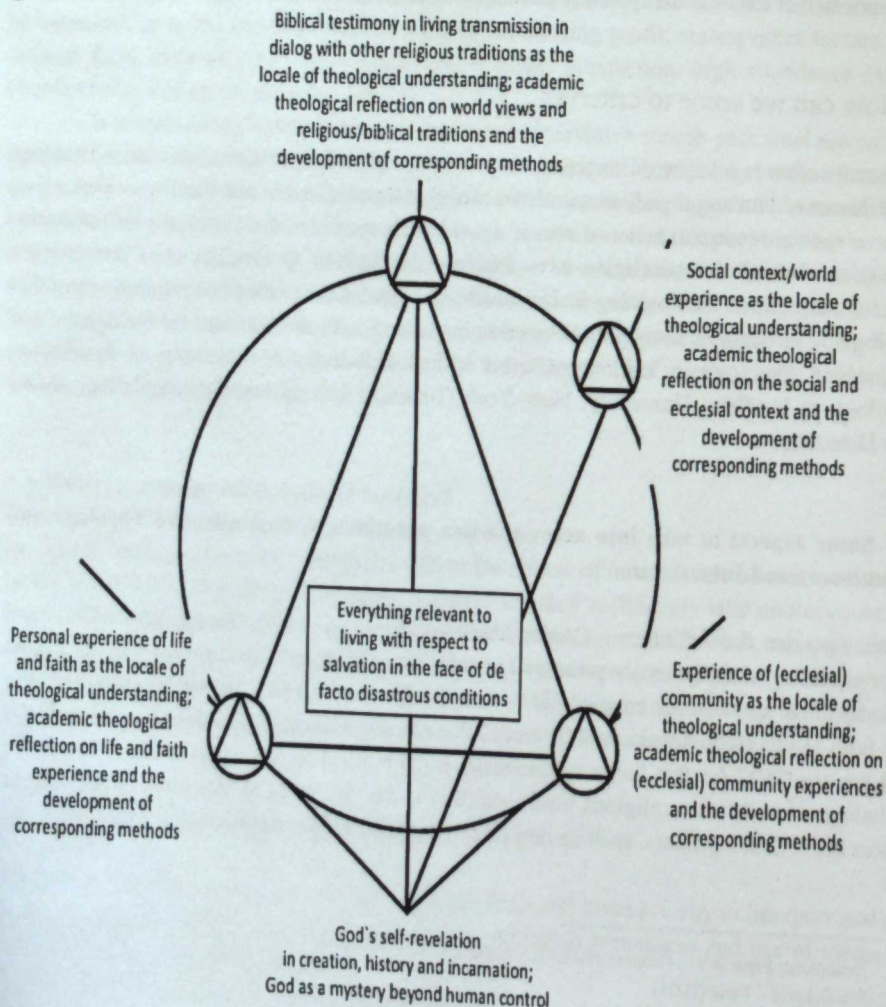 Biblical testimony in living transmission in
dialog with other religious traditions as the
locale of theological understanding; academic
theological reflection on world views and
religious/biblical traditions and the
development of corresponding methods
Social context/world
experience as the locale of
theological understanding;
academic theological
reflection on the social and
ecclesial context and the
development of
corresponding methods
Everything relevant to
living with respect to
salvation in the face of de
facto disastrous conditions
Personal experience of life
and faith as the locale of
theological understanding;
academic theological
reflection on life and faith
experience and the
development of
corresponding methods
Experience of (ecclesial)
community as the locale of
theological understanding;
academic theological reflection on
(ecclesial) community experiences
and the development of
corresponding methods
God`s self-revelation
in creation, history and incarnation;
God as a mystery beyond human control